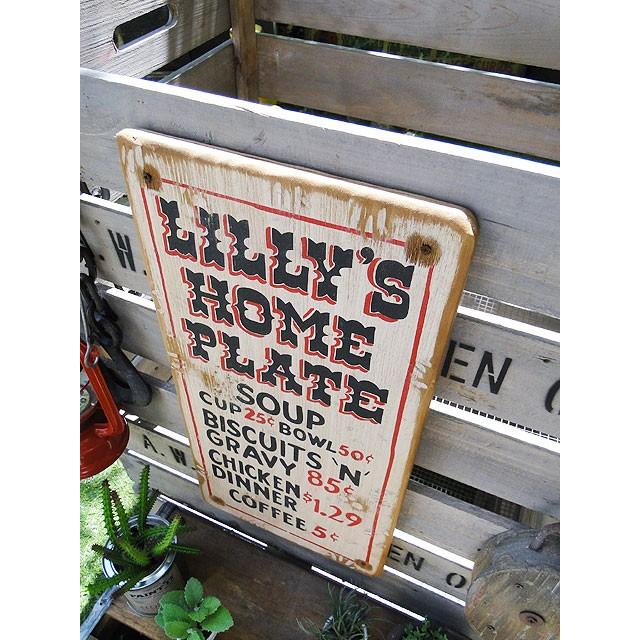 LILLY'S
HOME
PLATE
SOUP
CUP 25¢ BOWL 50¢
BISCUITS 'N'
GRAVY 85¢
CHICKEN
DINNER $1.29
COFFEE 5¢
W.
EN
A.W.
EN O
PAINT